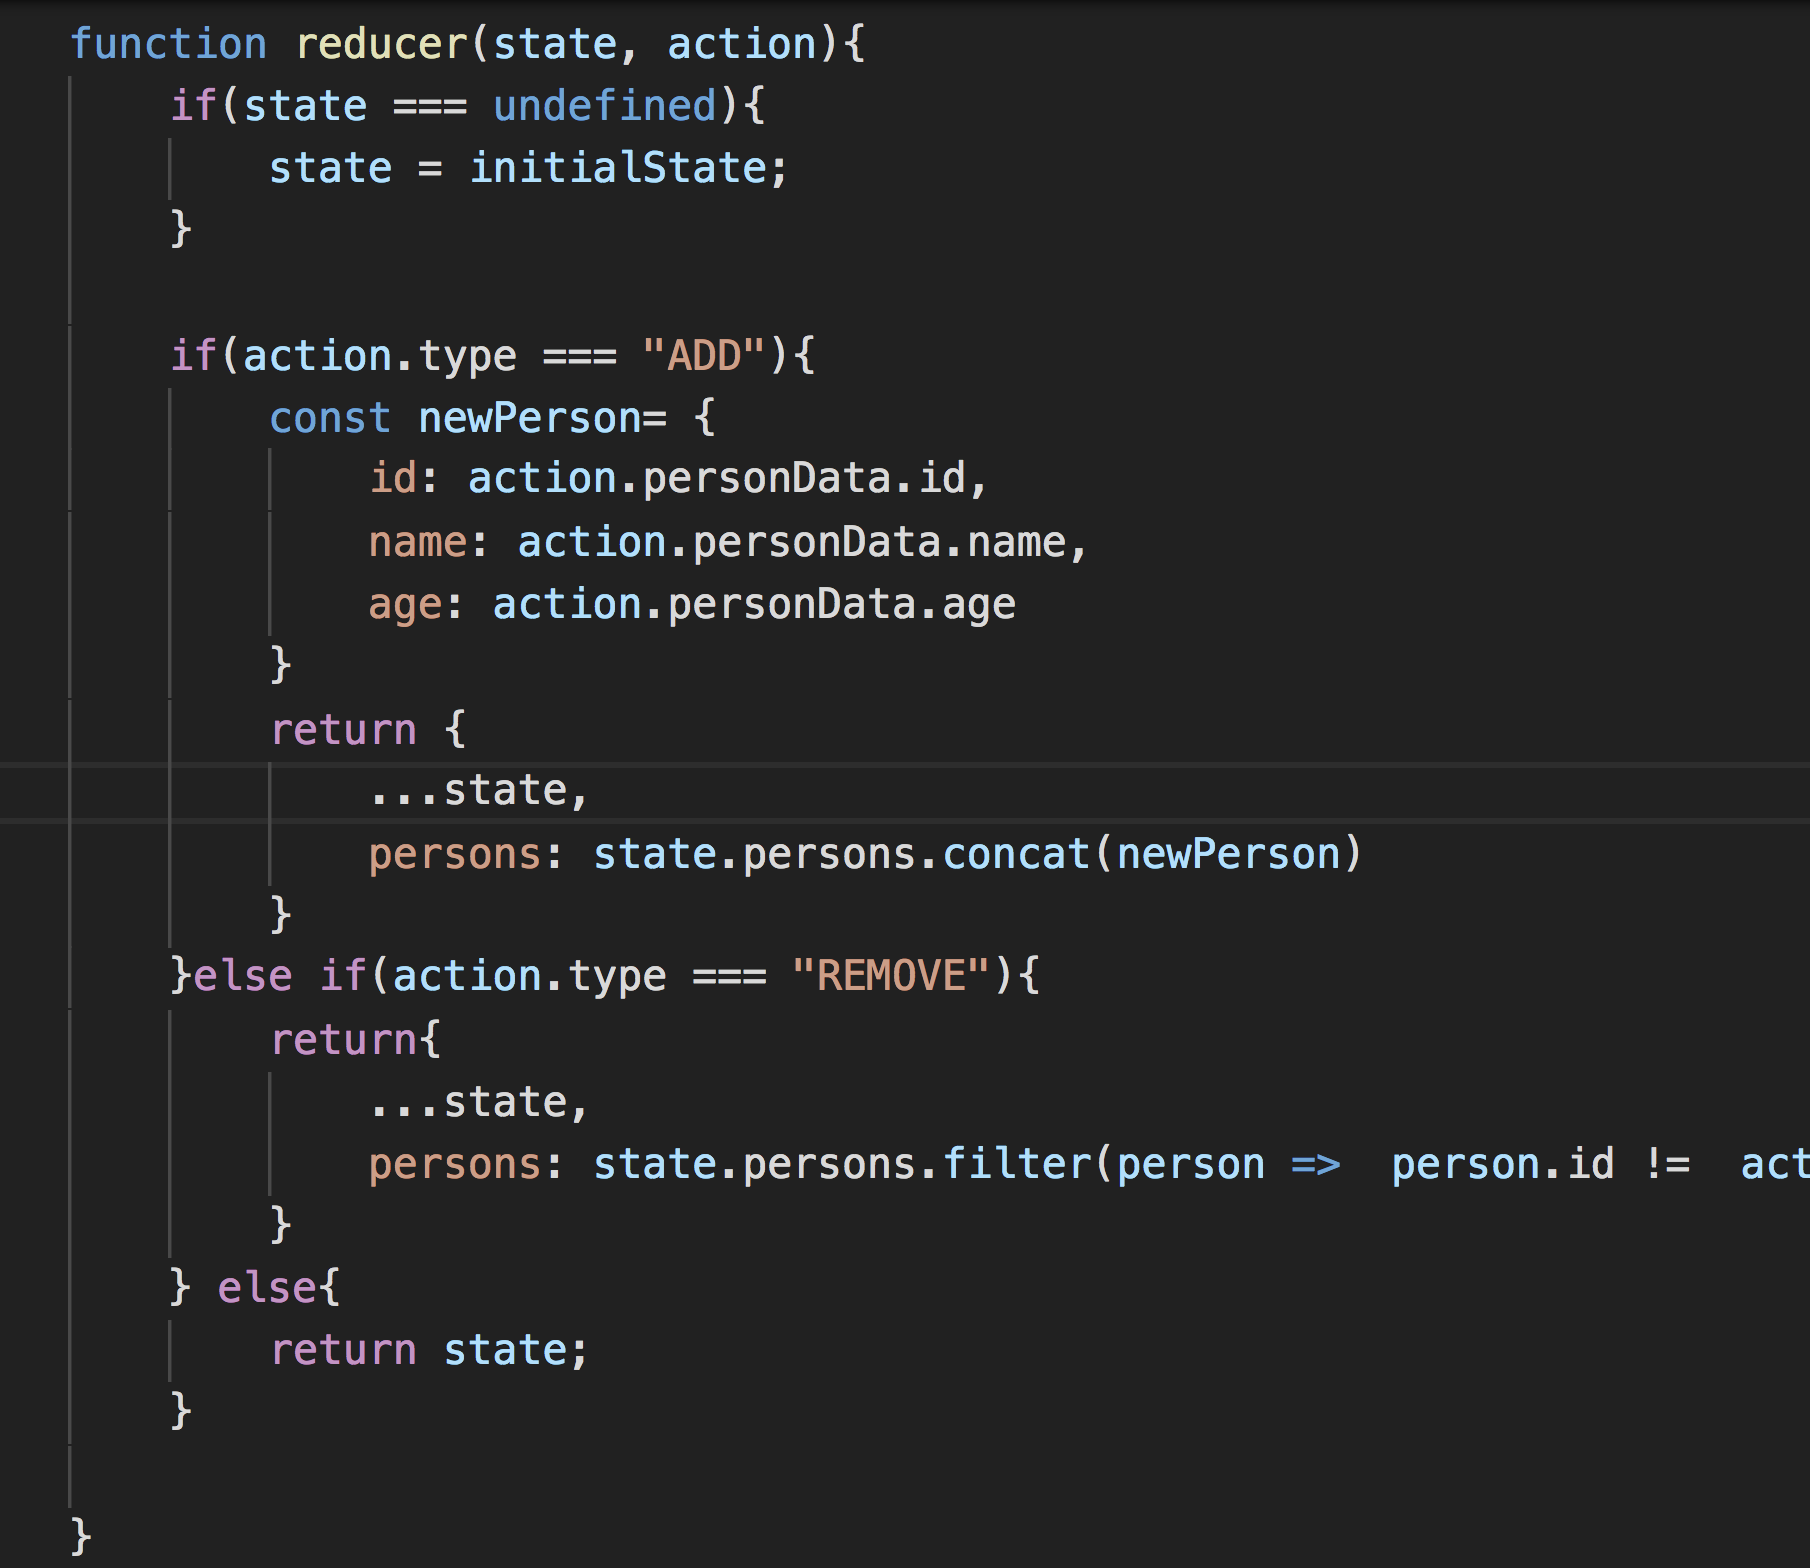 function reducer(state, action){
if(state === undefined){
state = initialState;
}
if(action.type === "ADD"){
const newPerson= {
id: action.personData.id,
name: action.personData.name,
age: action.personData.age
}
return {
...state,
persons: state.persons.concat(newPerson)
}
}else if(action.type === "REMOVE"){
return{
...state,
persons: state.persons.filter(person =>  person.id !=  act
}
} else{
return state;
}
}